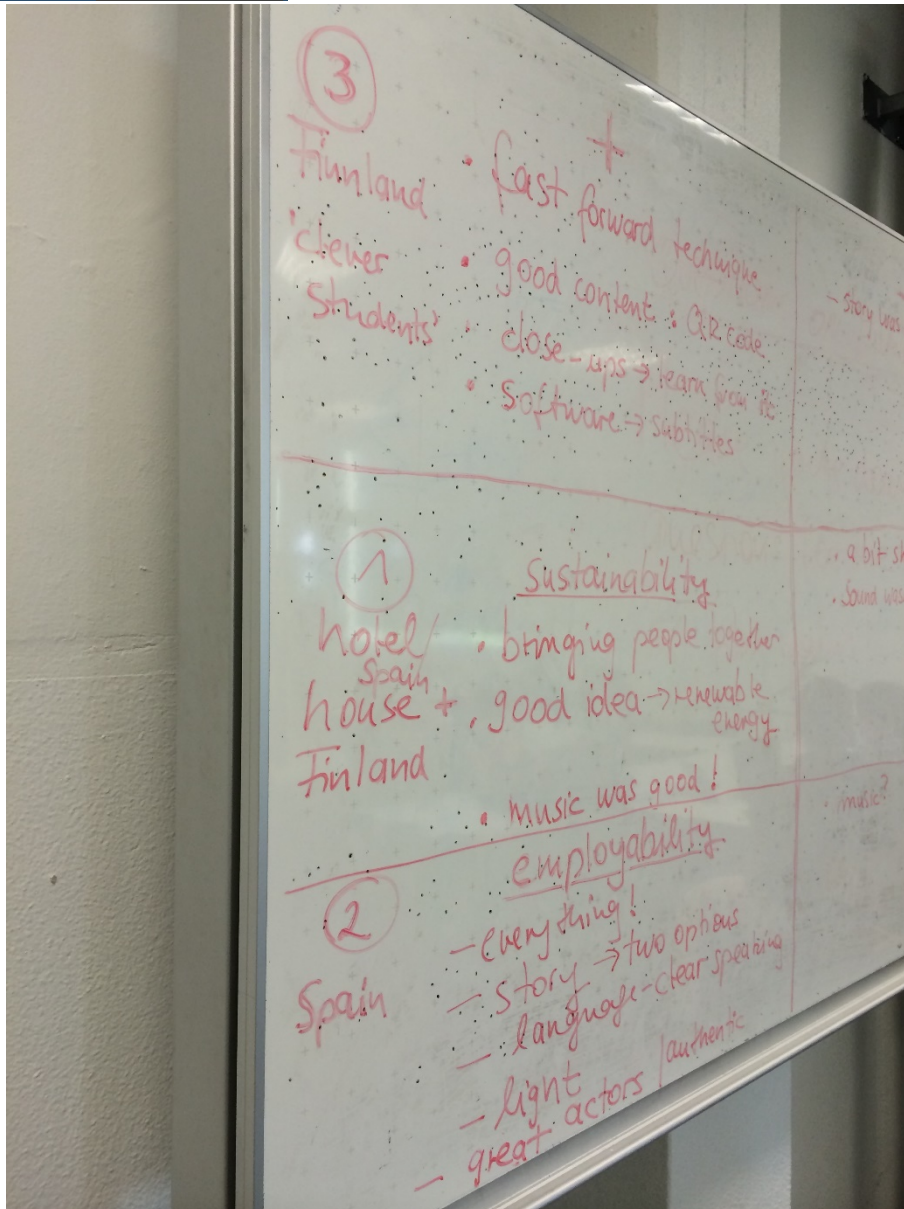 ③
+
Finnland
• fast forward technique
'clever
Students'
• good content: QR code
• close-ups → learn from
• Software → subtitles
- story was
①
Sustainability
hotel/
Spain
house +
Finland
• bringing people together
• good idea → renewable
energy
• music was good!
• a bit
• Sound was
②
employability
Spain
- everything!
- story → two options
- language - clear speaking
- light
- great actors /authentic
• music?